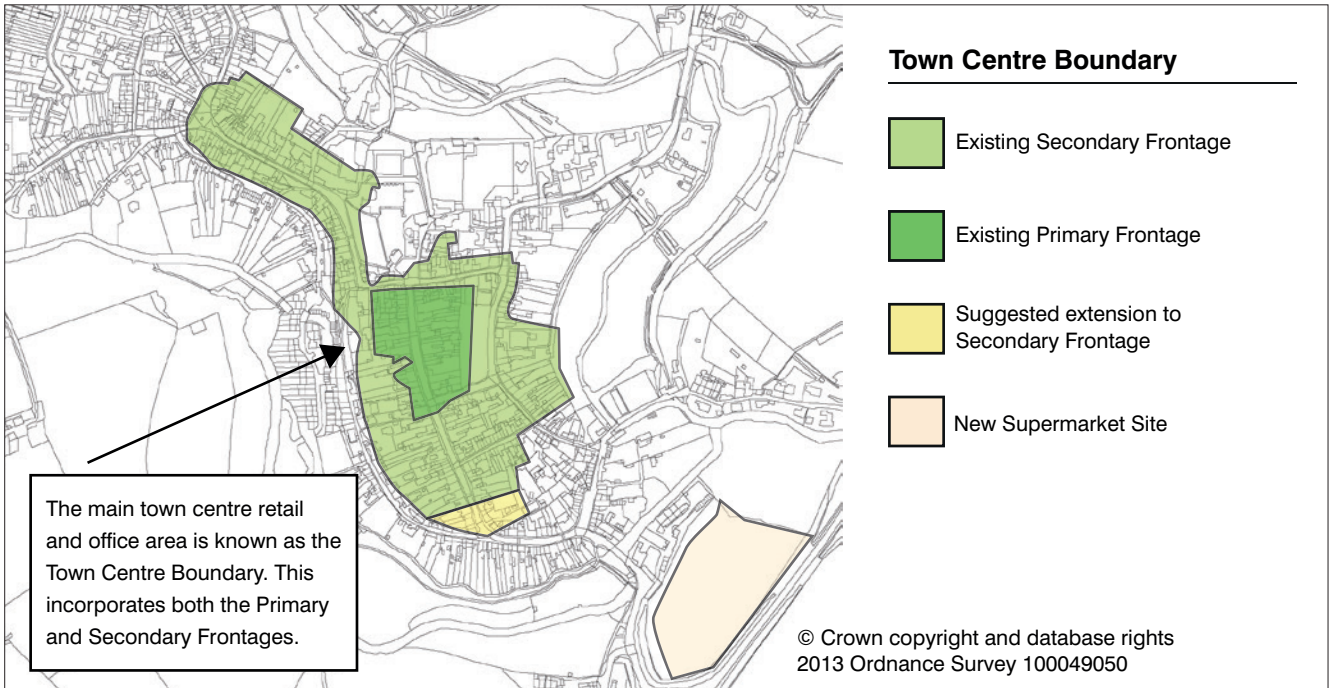 Town Centre Boundary
Existing Secondary Frontage
Existing Primary Frontage
Suggested extension to
Secondary Frontage
New Supermarket Site
The main town centre retail
and office area is known as the
Town Centre Boundary. This
incorporates both the Primary
and Secondary Frontages.
© Crown copyright and database rights
2013 Ordnance Survey 100049050